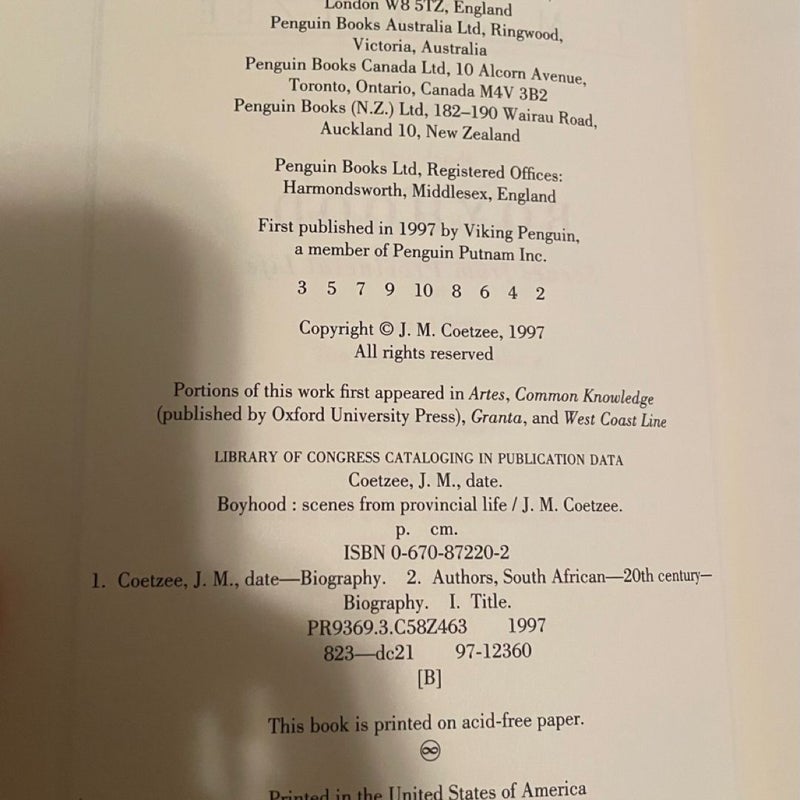 London W8 5TZ, England
Penguin Books Australia Ltd, Ringwood,
Victoria, Australia
Penguin Books Canada Ltd, 10 Alcorn Avenue,
Toronto, Ontario, Canada M4V 3B2
Penguin Books (N.Z.) Ltd, 182–190 Wairau Road,
Auckland 10, New Zealand
Penguin Books Ltd, Registered Offices:
Harmondsworth, Middlesex, England
First published in 1997 by Viking Penguin,
a member of Penguin Putnam Inc.
3 5 7 9 10 8 6 4 2
Copyright © J. M. Coetzee, 1997
All rights reserved
Portions of this work first appeared in Artes, Common Knowledge
(published by Oxford University Press), Granta, and West Coast Line
LIBRARY OF CONGRESS CATALOGING IN PUBLICATION DATA
Coetzee, J. M., date.
Boyhood : scenes from provincial life / J. M. Coetzee.
p. cm.
ISBN 0-670-87220-2
1. Coetzee, J. M., date—Biography. 2. Authors, South African—20th century—
Biography. I. Title.
PR9369.3.C58Z463 1997
823—dc21 97-12360
[B]
This book is printed on acid-free paper.
♾
Printed in the United States of America